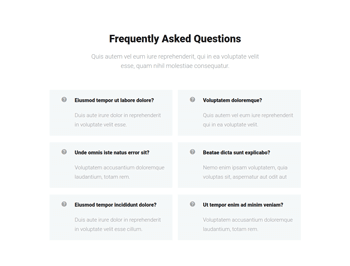 Frequently Asked Questions
Quis autem vel eum iure reprehenderit, qui in ea voluptate velit
esse, quam nihil molestiae consequatur.
Eiusmod tempor ut labore dolore?
Duis aute irure dolor in reprehenderit
in voluptate velit esse.
Voluptatem doloremque?
Quis autem vel eum iure reprehenderit
qui in ea voluptate velit.
Unde omnis iste natus error sit?
Voluptatem accusantium doloremque
laudantium, totam rem.
Beatae dicta sunt explicabo?
Nemo enim ipsam voluptatem, quia
voluptas sit, aspernatur aut odit aut.
Eiusmod tempor incididunt dolore?
Duis aute irure dolor in reprehenderit
in voluptate velit esse cillum.
Ut tempor enim ad minim veniam?
Voluptatem accusantium doloremque
laudantium, totam rem.